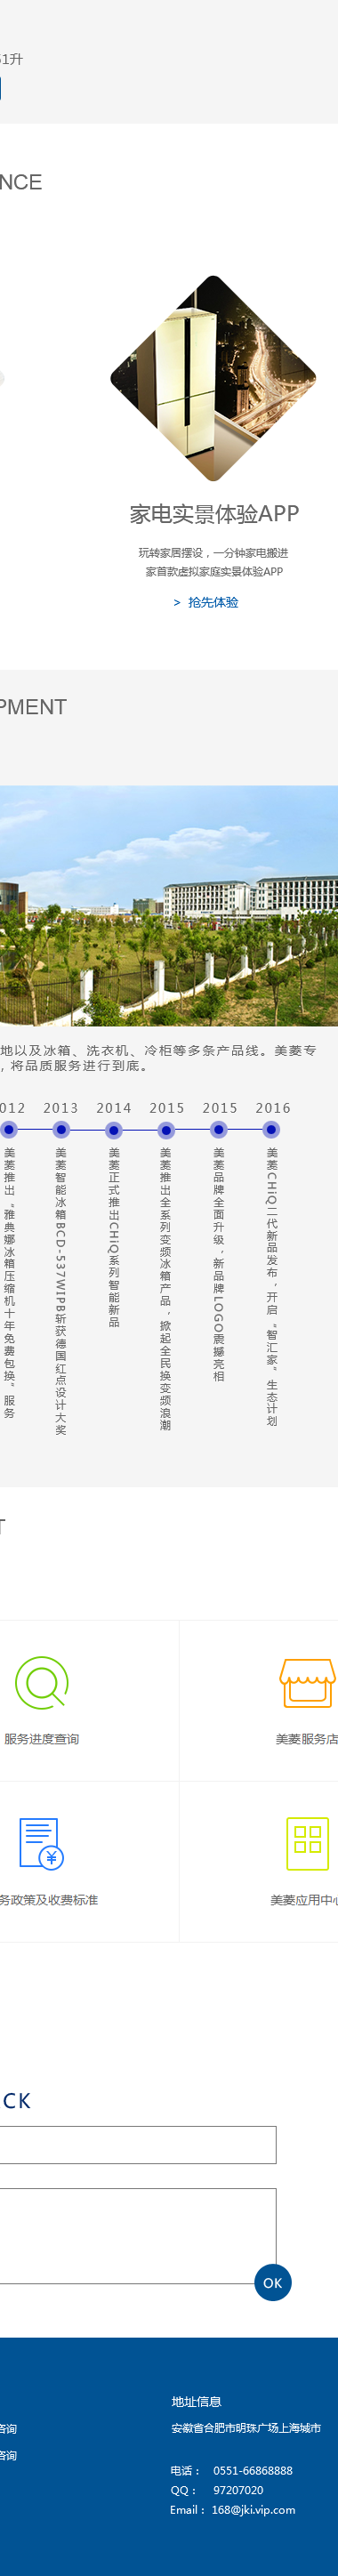 51升
NCE
家电实景体验APP
玩转家居摆设，一分钟家电搬进
家首款虚拟家庭实景体验APP
> 抢先体验
PMENT
地以及冰箱、洗衣机、冷柜等多条产品线。美菱专
，将品质服务进行到底。
012 2013 2014 2015 2015 2016
美菱推出“雅典娜冰箱压缩机十年免费包换”服务
美菱智能冰箱BCD-537WIPB斩获德国红点设计大奖
美菱正式推出CHiQ系列智能新品
美菱推出全系列变频冰箱产品，掀起全民换变频浪潮
美菱品牌全面升级，新品牌LOGO震撼亮相
美菱CHiQ二代新品发布，开启“智汇家”生态计划
T
服务进度查询
美菱服务店
务政策及收费标准
美菱应用中心
CK
OK
地址信息
咨询
安徽省合肥市明珠广场上海城市
咨询
电话： 0551-66868888
QQ： 97207020
Email：168@jki.vip.com